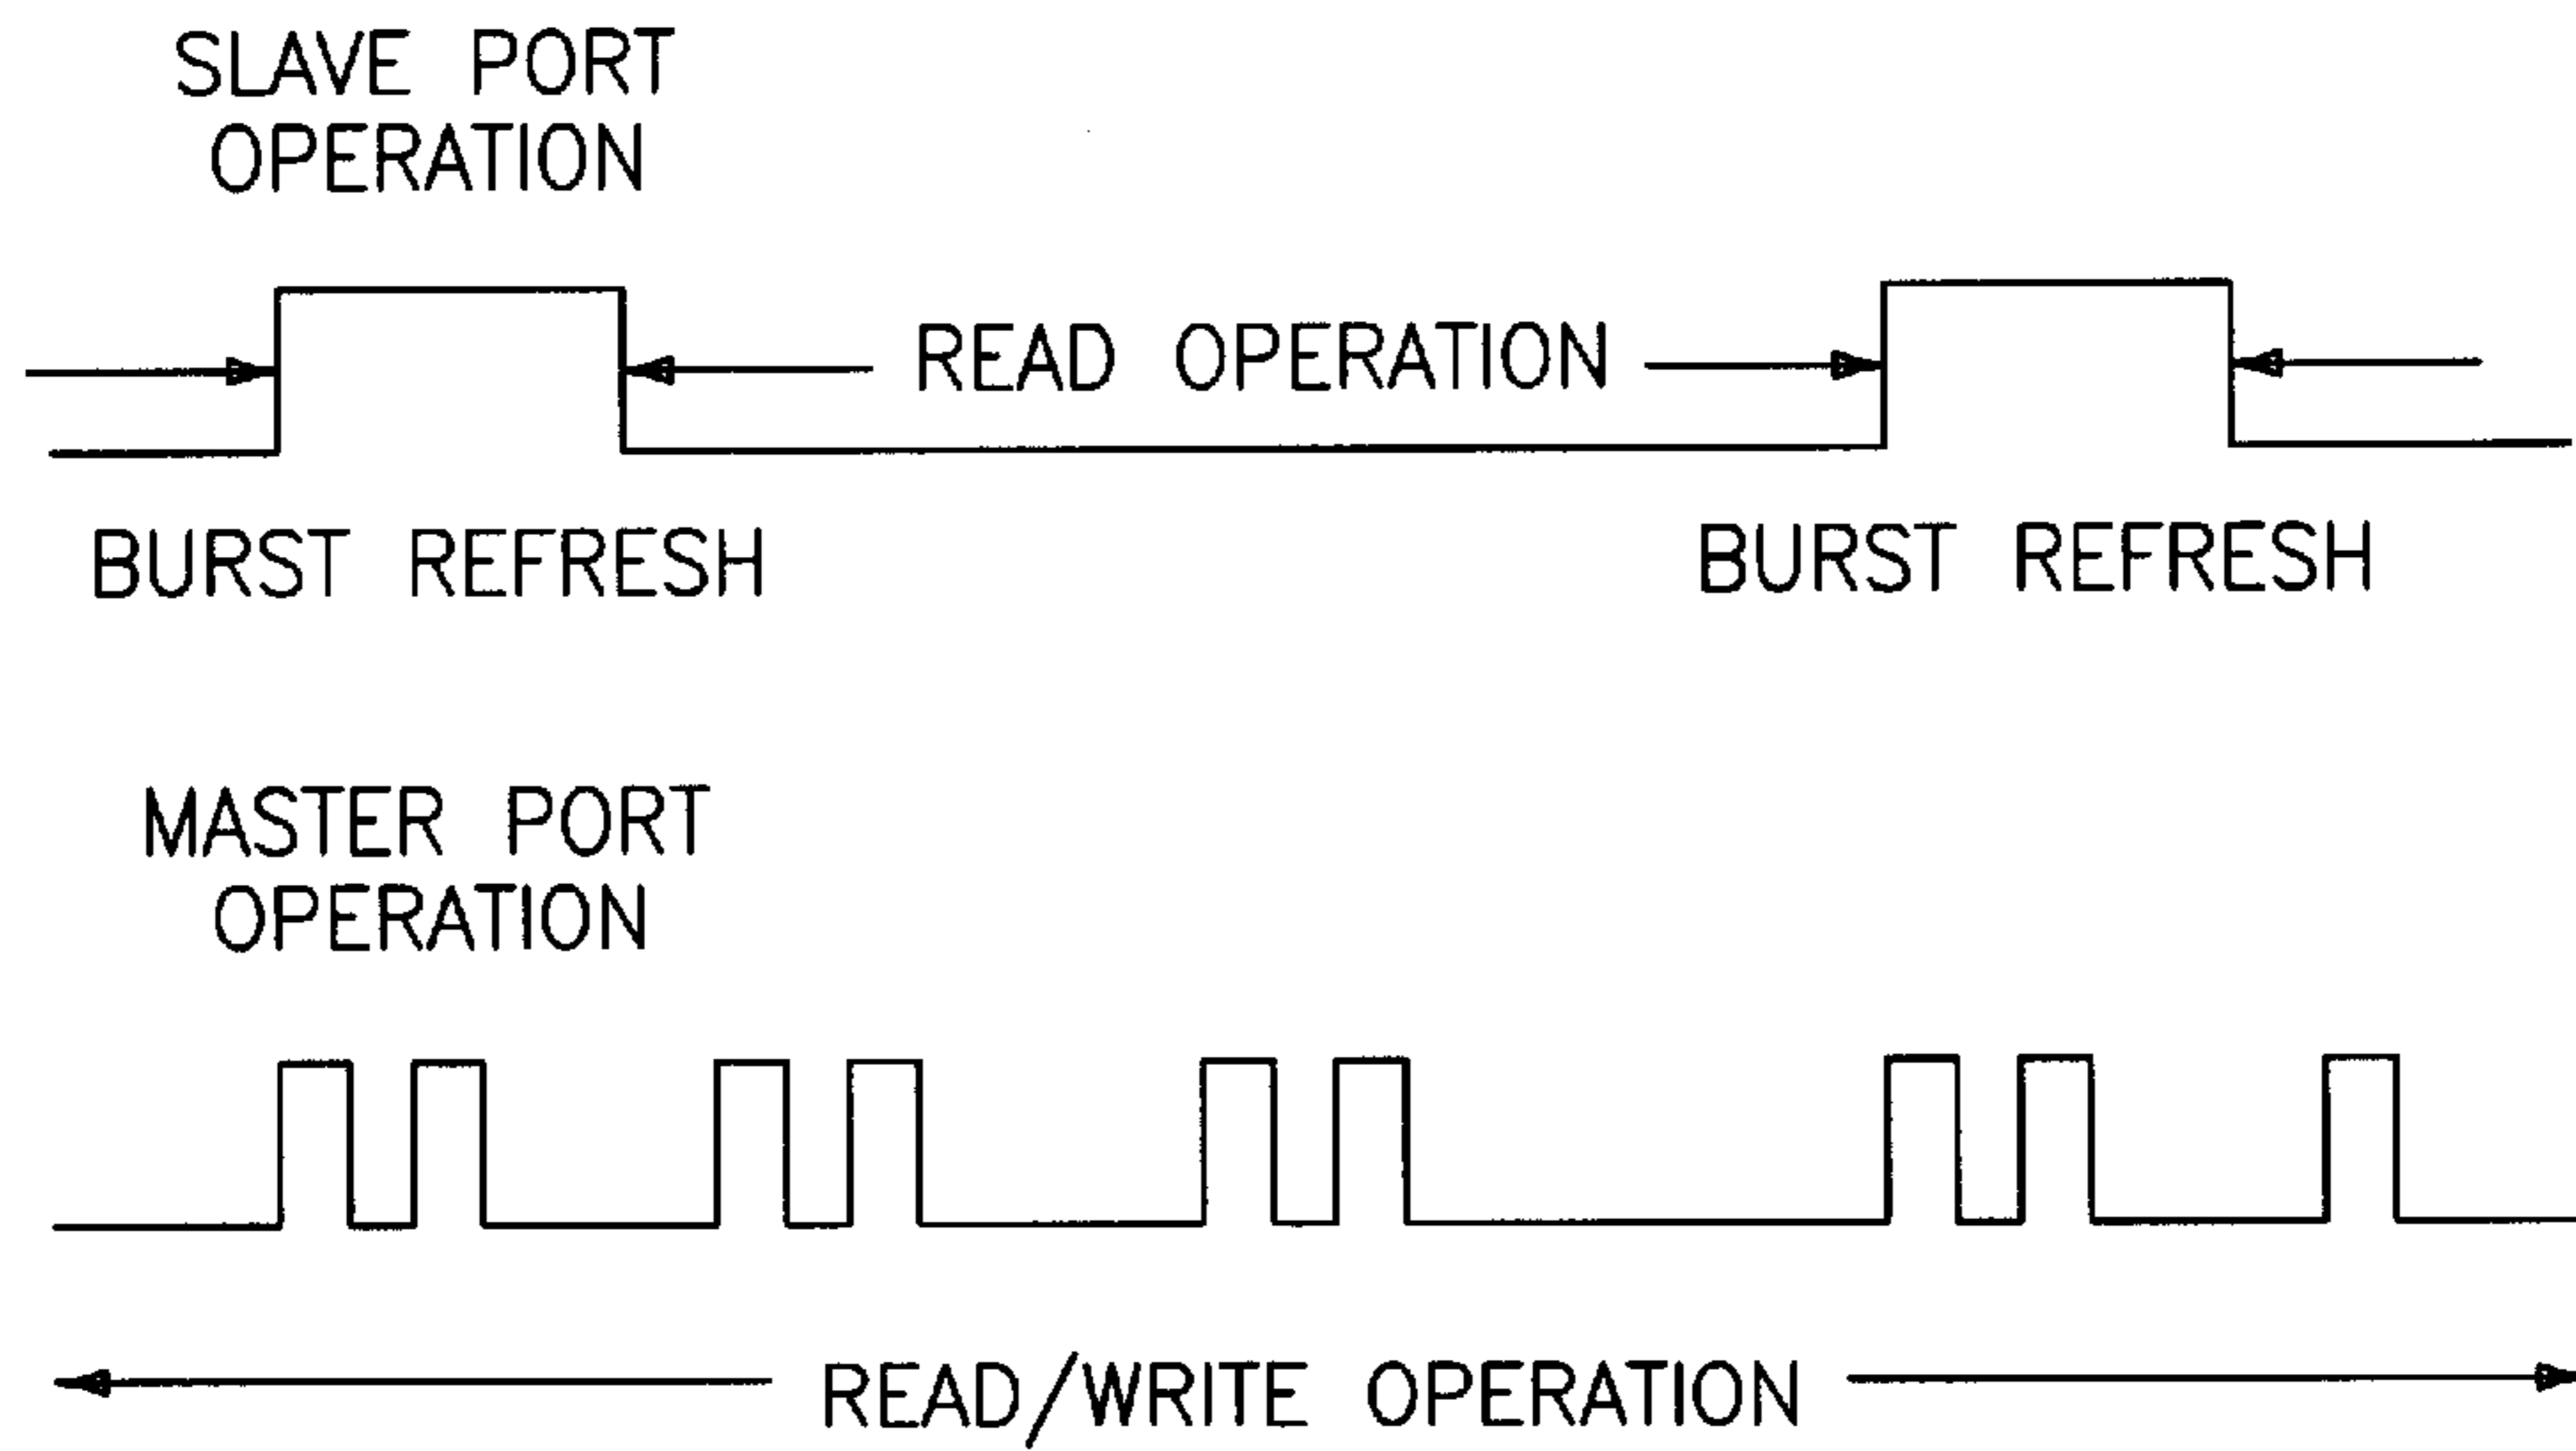 SLAVE PORT
OPERATION
READ OPERATION
BURST REFRESH
BURST REFRESH
MASTER PORT
OPERATION
READ/WRITE OPERATION